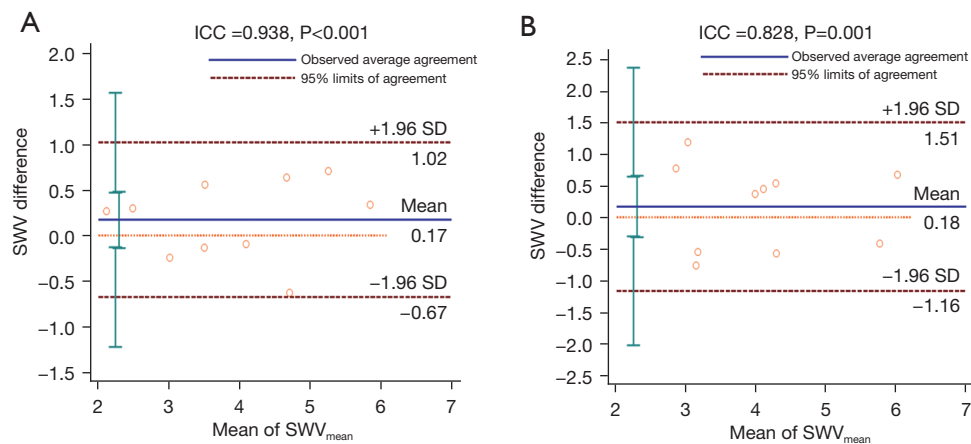 A
ICC =0.938, P<0.001
Observed average agreement
95% limits of agreement
SWV difference
2.0
1.5
1.0
0.5
0.0
−0.5
−1.0
−1.5
+1.96 SD
1.02
Mean
0.17
−1.96 SD
−0.67
2 3 4 5 6 7
Mean of SWVmean
B
ICC =0.828, P=0.001
Observed average agreement
95% limits of agreement
SWV difference
2.5
2.0
1.5
1.0
0.5
0.0
−0.5
−1.0
−1.5
−2.0
−2.5
+1.96 SD
1.51
Mean
0.18
−1.96 SD
−1.16
2 3 4 5 6 7
Mean of SWVmean